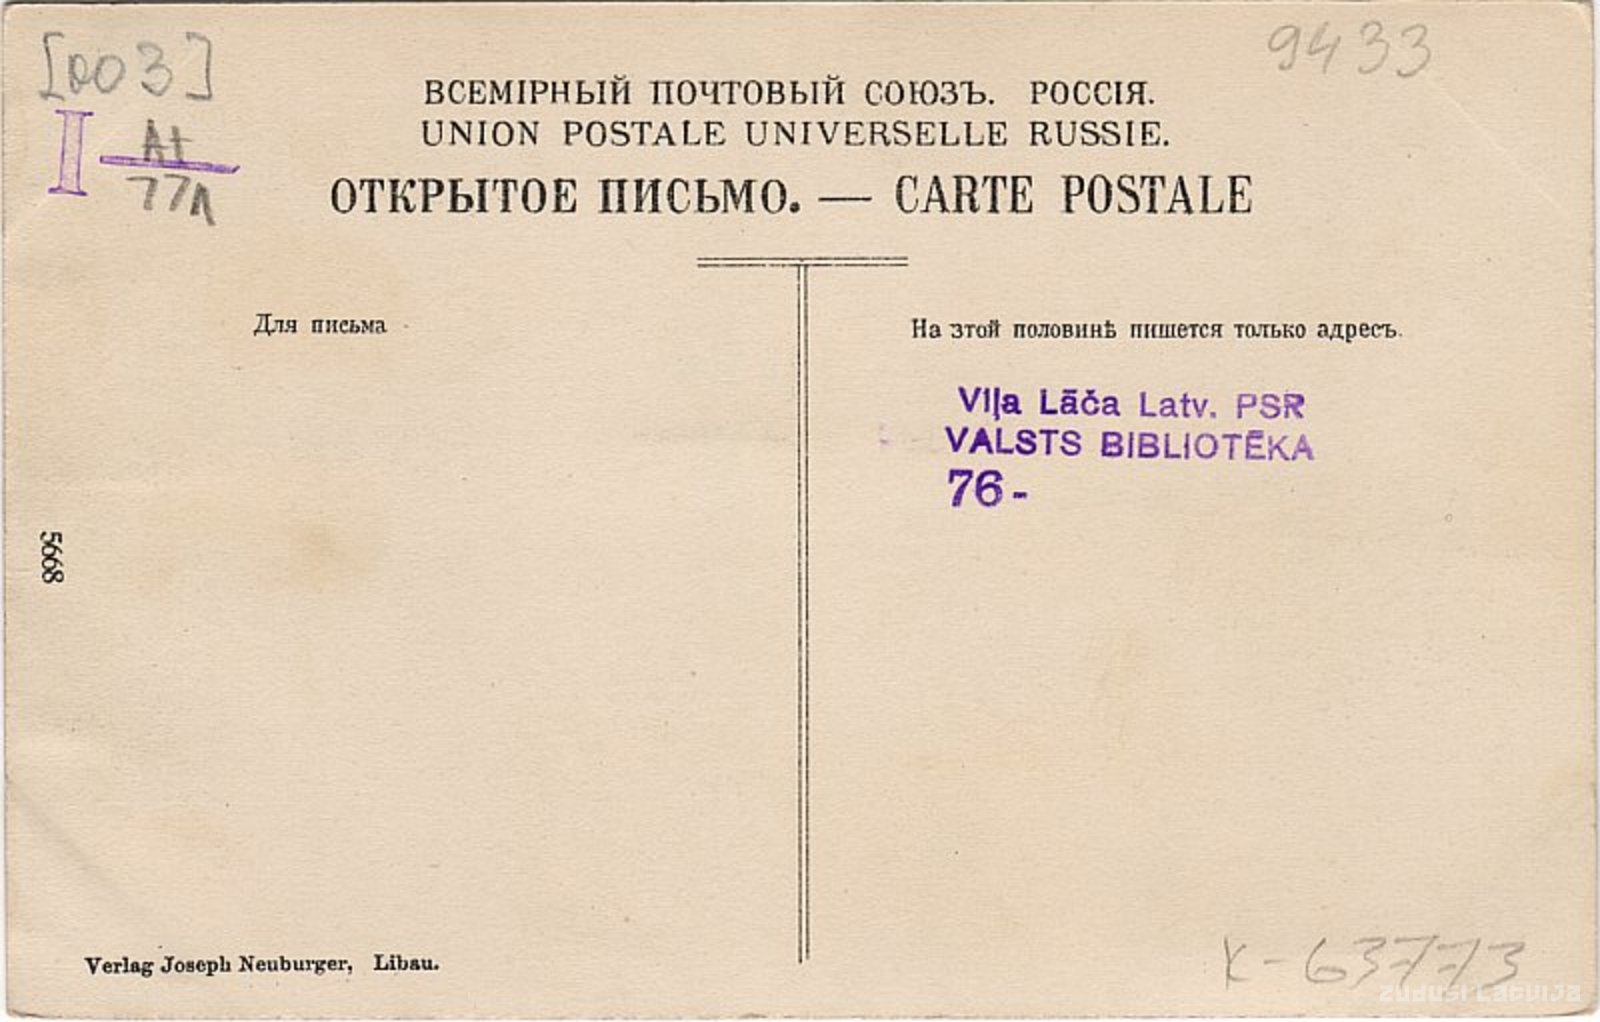 [003]
9433
ВСЕМІРНЫЙ ПОЧТОВЫЙ СОЮЗЪ. РОССІЯ.
UNION POSTALE UNIVERSELLE RUSSIE.
I At
77л
ОТКРЫТОЕ ПИСЬМО. — CARTE POSTALE
Для письма
На этой половинѣ пишется только адресъ.
Viļa Lāča Latv. PSR
VALSTS BIBLIOTĒKA
76-
5668
Verlag Joseph Neuburger, Libau.
K-63773
zudusi Latvija